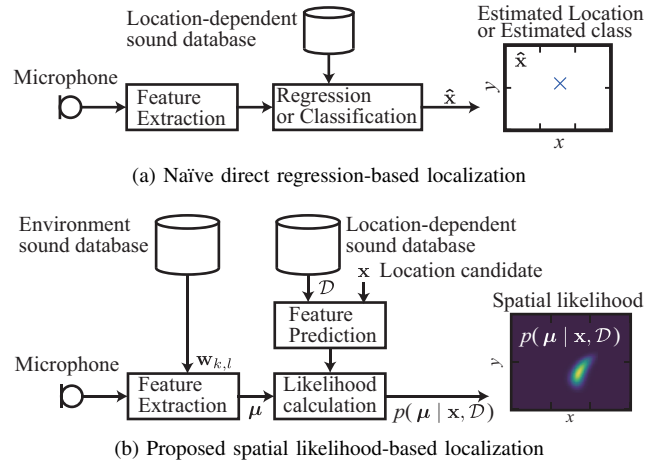 Location-dependent
sound database
Estimated Location
or Estimated class
Microphone
Feature
Extraction
Regression
or Classification
x̂
x̂
y
x
(a) Naïve direct regression-based localization
Environment
sound database
Location-dependent
sound database
𝒟
x Location candidate
Feature
Prediction
Spatial likelihood
p( μ | x, 𝒟)
y
x
Microphone
w_{k,l}
Feature
Extraction
μ
Likelihood
calculation
p( μ | x, 𝒟)
(b) Proposed spatial likelihood-based localization